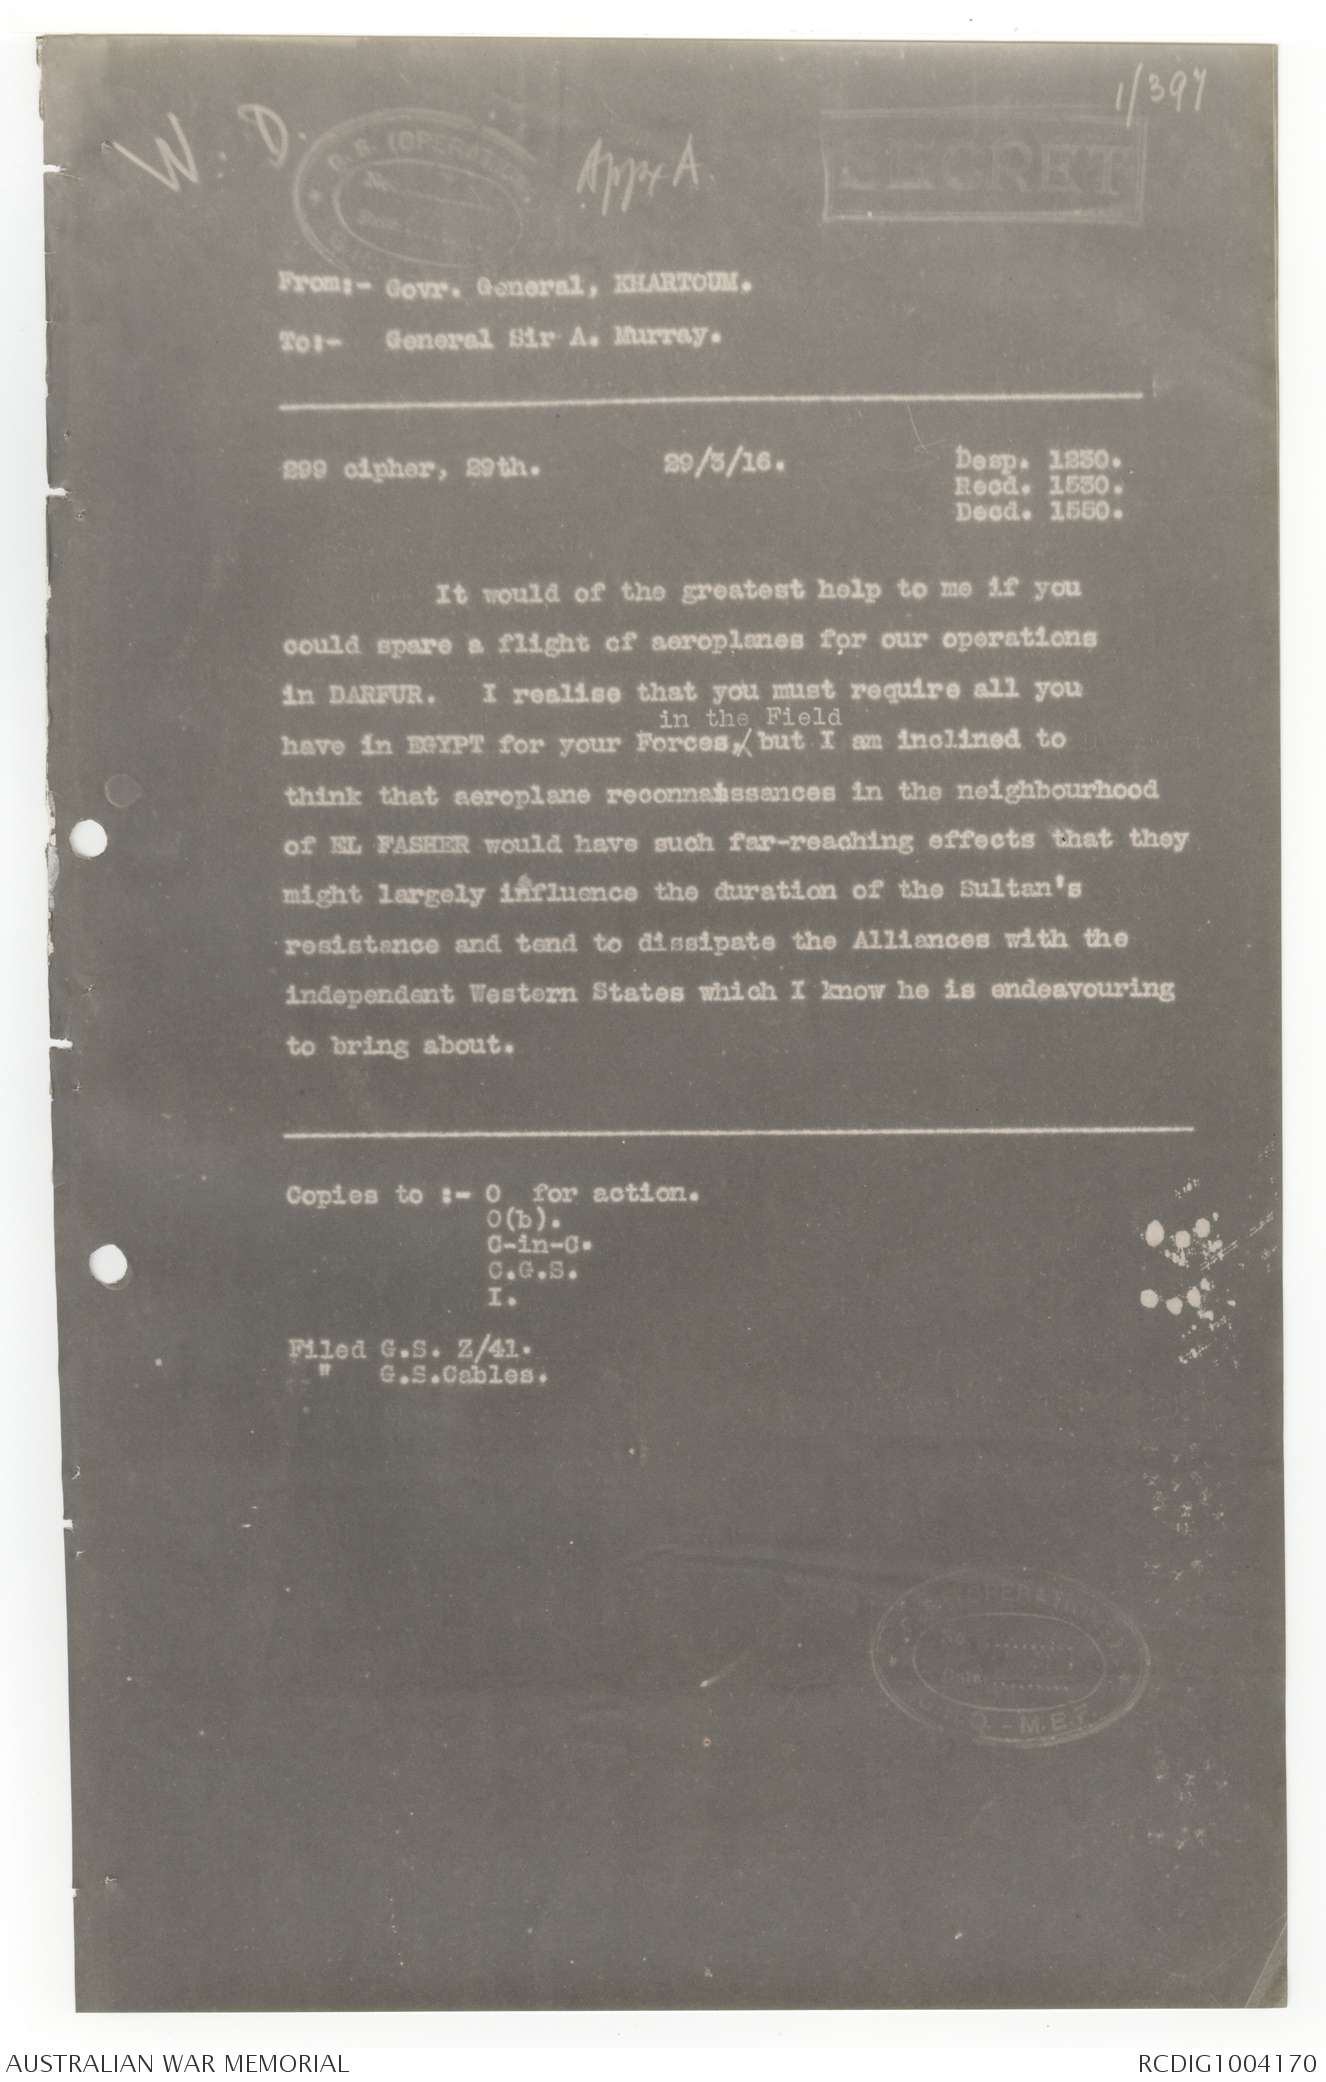 1/397
W. D.
G. S. (OPERATIONS)
Appx A.
SECRET
From:- Govr. General, KHARTOUM.
To:- General Sir A. Murray.
299 cipher, 29th. 29/3/16. Desp. 1230.
Recd. 1530.
Decd. 1550.
It would of the greatest help to me if you
could spare a flight of aeroplanes for our operations
in DARFUR. I realise that you must require all you
in the Field
have in EGYPT for your Forces,/ but I am inclined to
think that aeroplane reconnaissances in the neighbourhood
of EL FASHER would have such far-reaching effects that they
might largely influence the duration of the Sultan's
resistance and tend to dissipate the Alliances with the
independent Western States which I know he is endeavouring
to bring about.
Copies to :- O for action.
O(b).
C-in-C.
C.G.S.
I.
Filed G.S. Z/41.
" G.S.Cables.
(OPERATIONS)
No...........
Date..........
- M.E.F.
AUSTRALIAN WAR MEMORIAL
RCDIG1004170